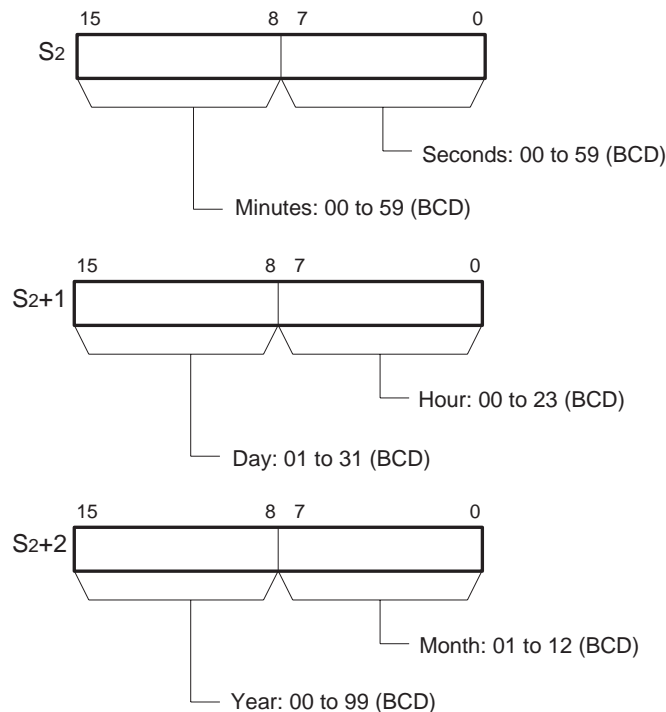 15 8 7 0
S2
Seconds: 00 to 59 (BCD)
Minutes: 00 to 59 (BCD)
15 8 7 0
S2+1
Hour: 00 to 23 (BCD)
Day: 01 to 31 (BCD)
15 8 7 0
S2+2
Month: 01 to 12 (BCD)
Year: 00 to 99 (BCD)